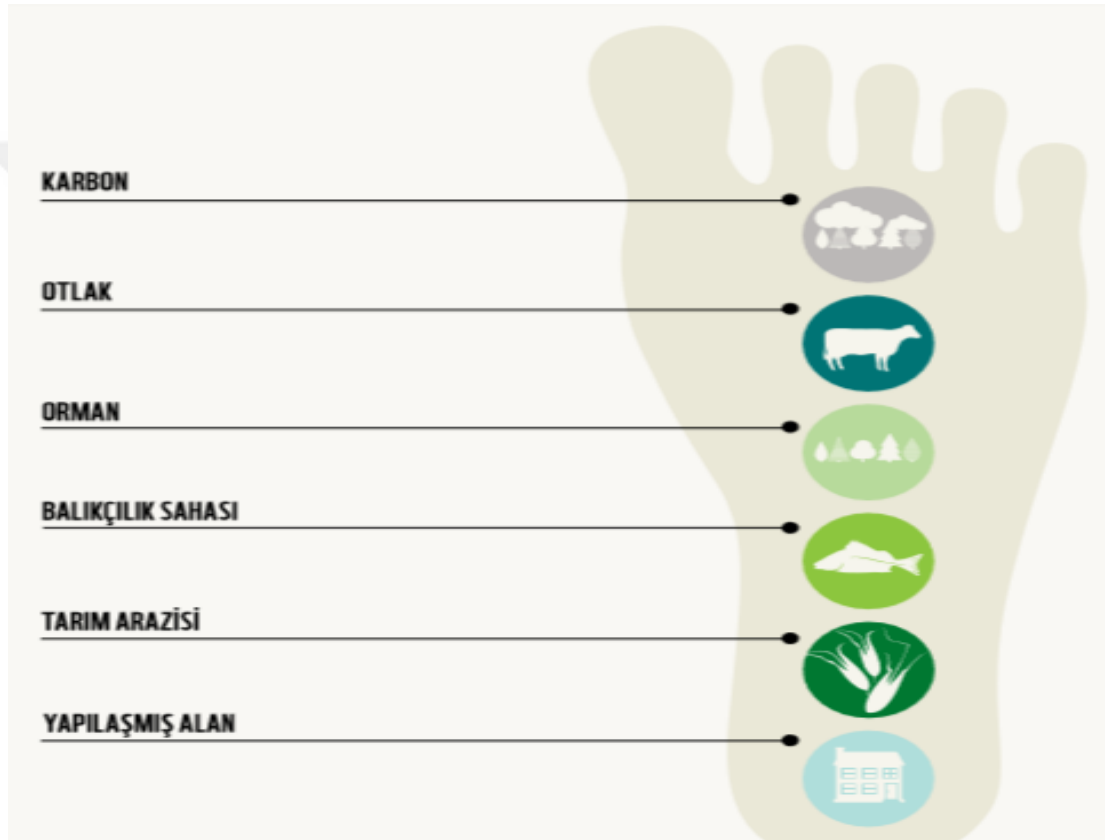 KARBON
OTLAK
ORMAN
BALIKÇILIK SAHASI
TARIM ARAZİSİ
YAPILAŞMIŞ ALAN